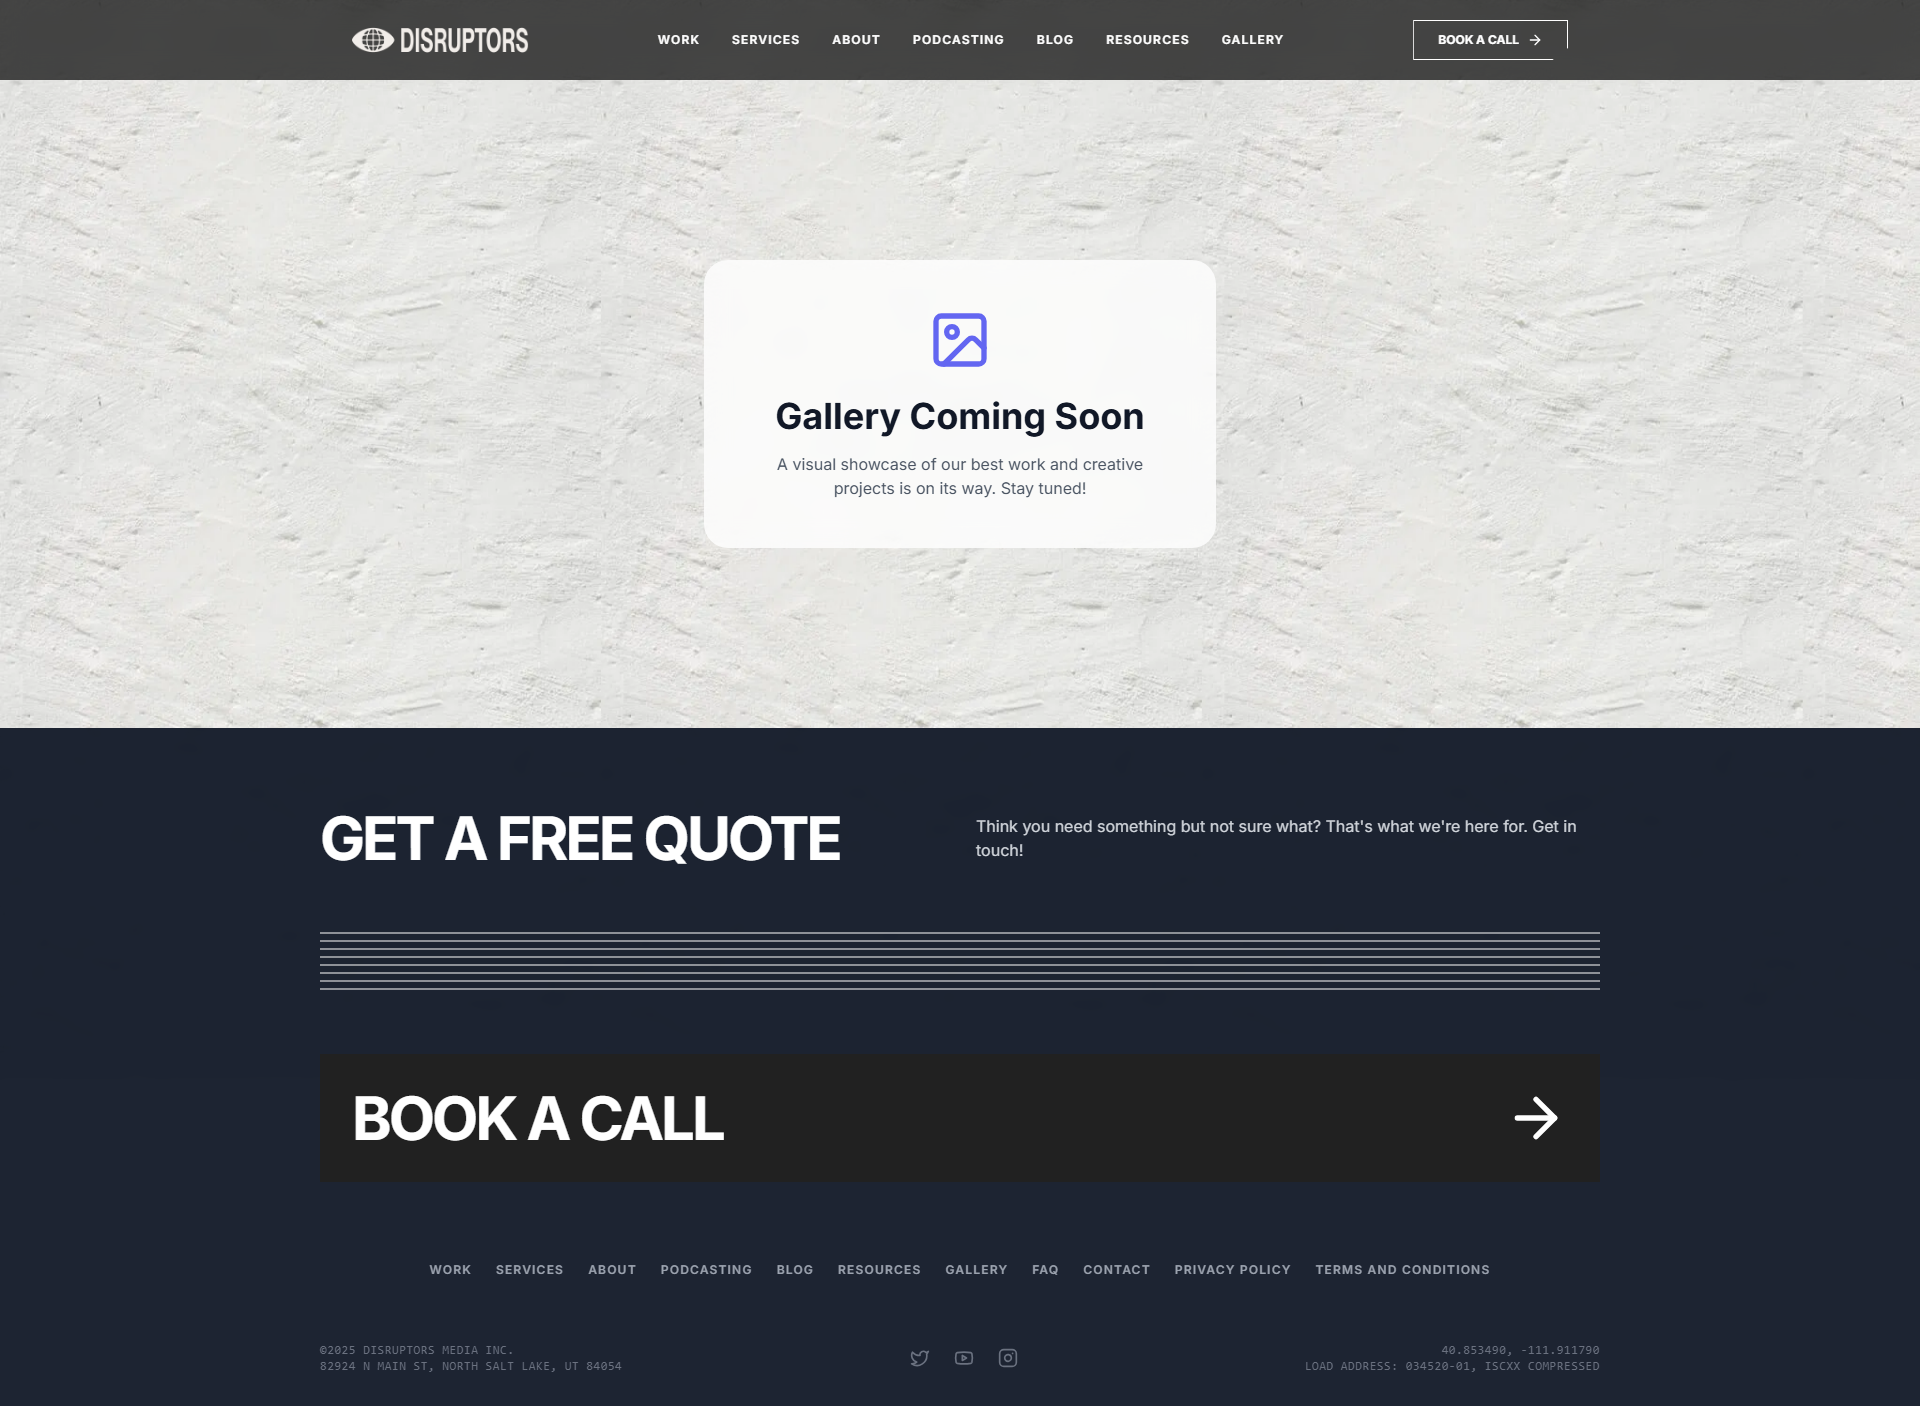 DISRUPTORS
WORK SERVICES ABOUT PODCASTING BLOG RESOURCES GALLERY
BOOK A CALL
Gallery Coming Soon
A visual showcase of our best work and creative
projects is on its way. Stay tuned!
GET A FREE QUOTE
Think you need something but not sure what? That's what we're here for. Get in
touch!
BOOK A CALL
WORK SERVICES ABOUT PODCASTING BLOG RESOURCES GALLERY FAQ CONTACT PRIVACY POLICY TERMS AND CONDITIONS
©2025 DISRUPTORS MEDIA INC.
82924 N MAIN ST, NORTH SALT LAKE, UT 84054
40.853490, -111.911790
LOAD ADDRESS: 034520-01, ISCXX COMPRESSED